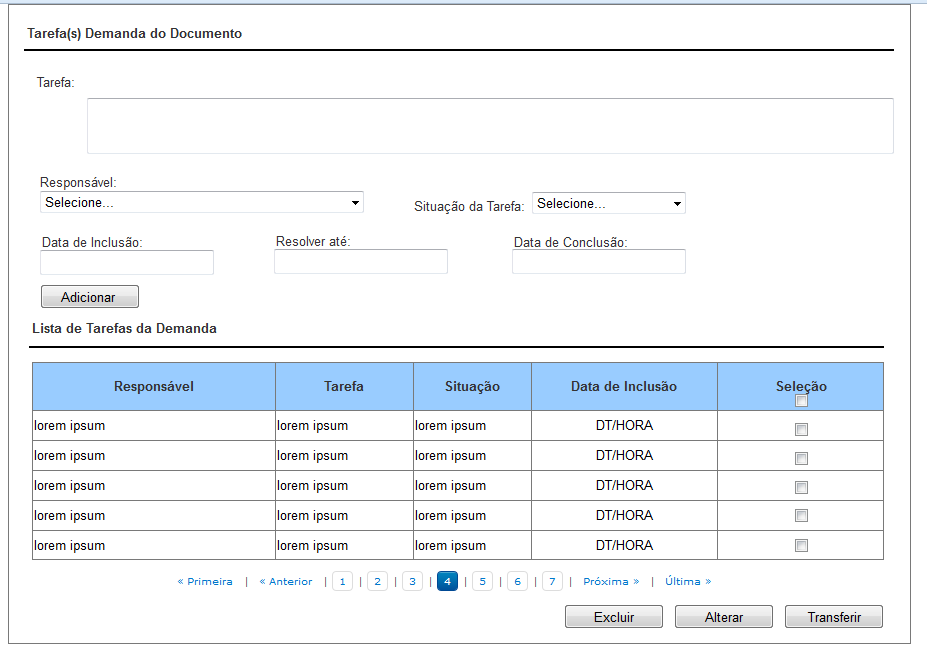 Tarefa(s) Demanda do Documento
Tarefa:
Responsável:
Selecione...
Situação da Tarefa: Selecione...
Data de Inclusão: Resolver até: Data de Conclusão:
Adicionar
Lista de Tarefas da Demanda
Responsável Tarefa Situação Data de Inclusão Seleção
lorem ipsum lorem ipsum lorem ipsum DT/HORA
lorem ipsum lorem ipsum lorem ipsum DT/HORA
lorem ipsum lorem ipsum lorem ipsum DT/HORA
lorem ipsum lorem ipsum lorem ipsum DT/HORA
lorem ipsum lorem ipsum lorem ipsum DT/HORA
« Primeira | « Anterior | 1 | 2 | 3 | 4 | 5 | 6 | 7 | Próxima » | Última »
Excluir Alterar Transferir